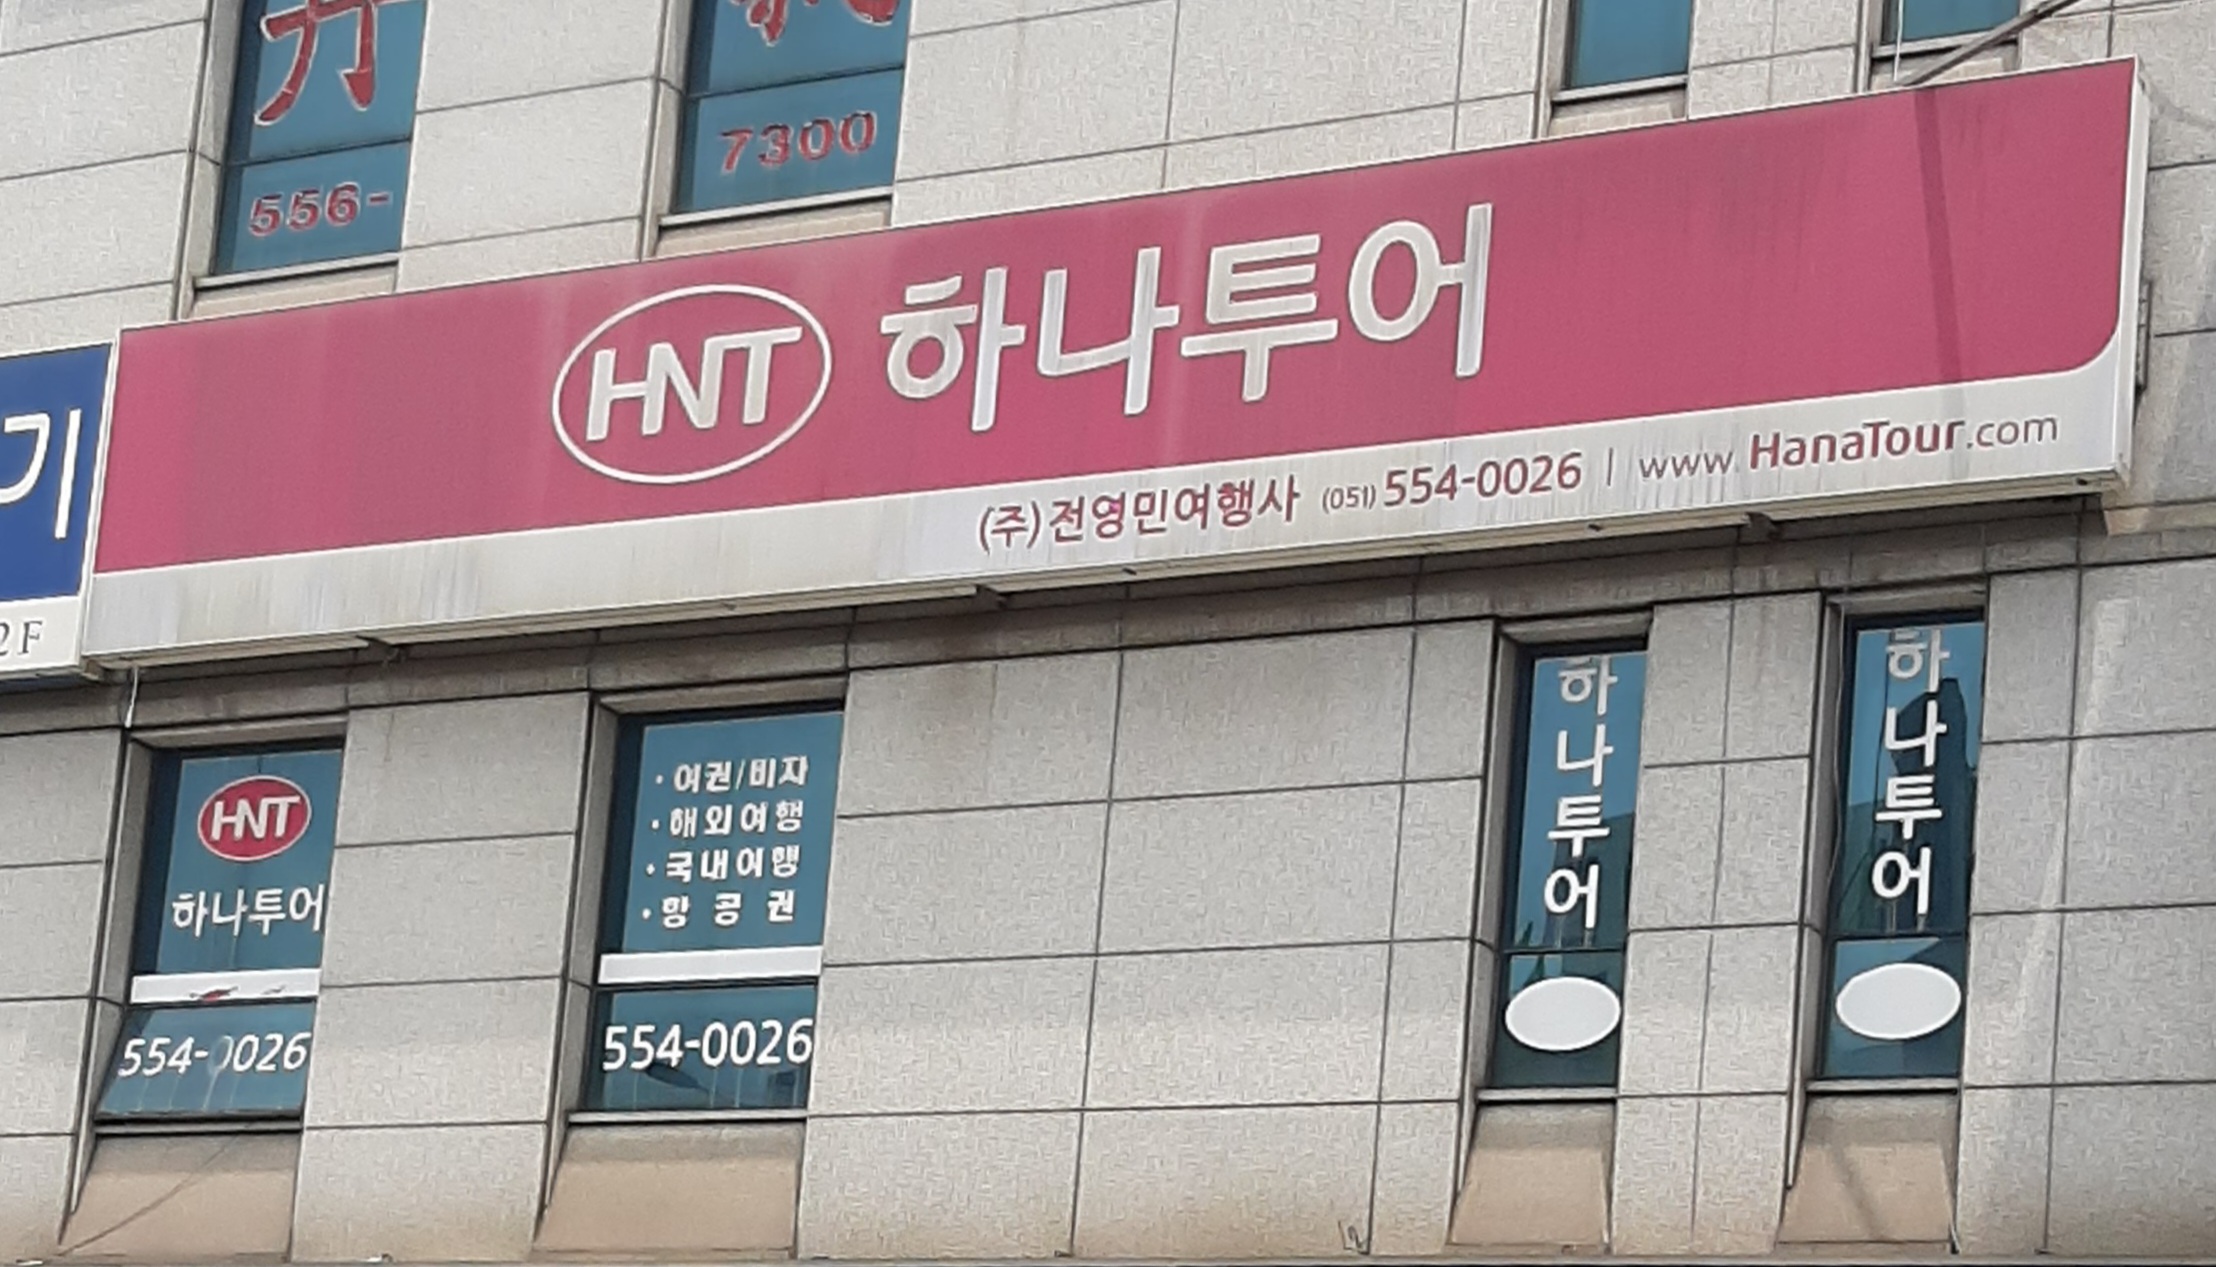 556-
7300
HNT 하나투어
(주)전영민여행사 (051) 554-0026 | www.HanaTour.com
기
2F
HNT
하나투어
554-0026
· 여권/비자
· 해외여행
· 국내여행
· 항공권
554-0026
하나투어
하나투어